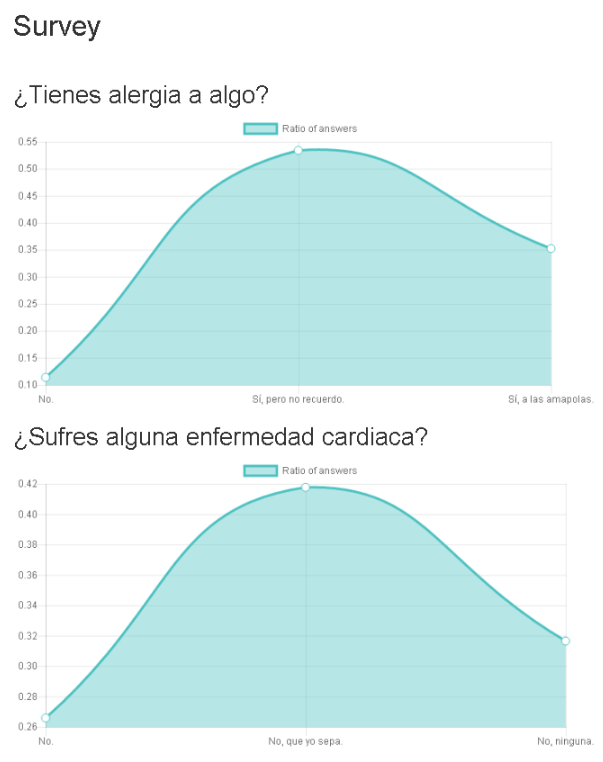 Survey
¿Tienes alergia a algo?
Ratio of answers
0.55
0.50
0.45
0.40
0.35
0.30
0.25
0.20
0.15
0.10
No. Sí, pero no recuerdo. Sí, a las amapolas.
¿Sufres alguna enfermedad cardiaca?
Ratio of answers
0.42
0.40
0.38
0.36
0.34
0.32
0.30
0.28
0.26
No. No, que yo sepa. No, ninguna.